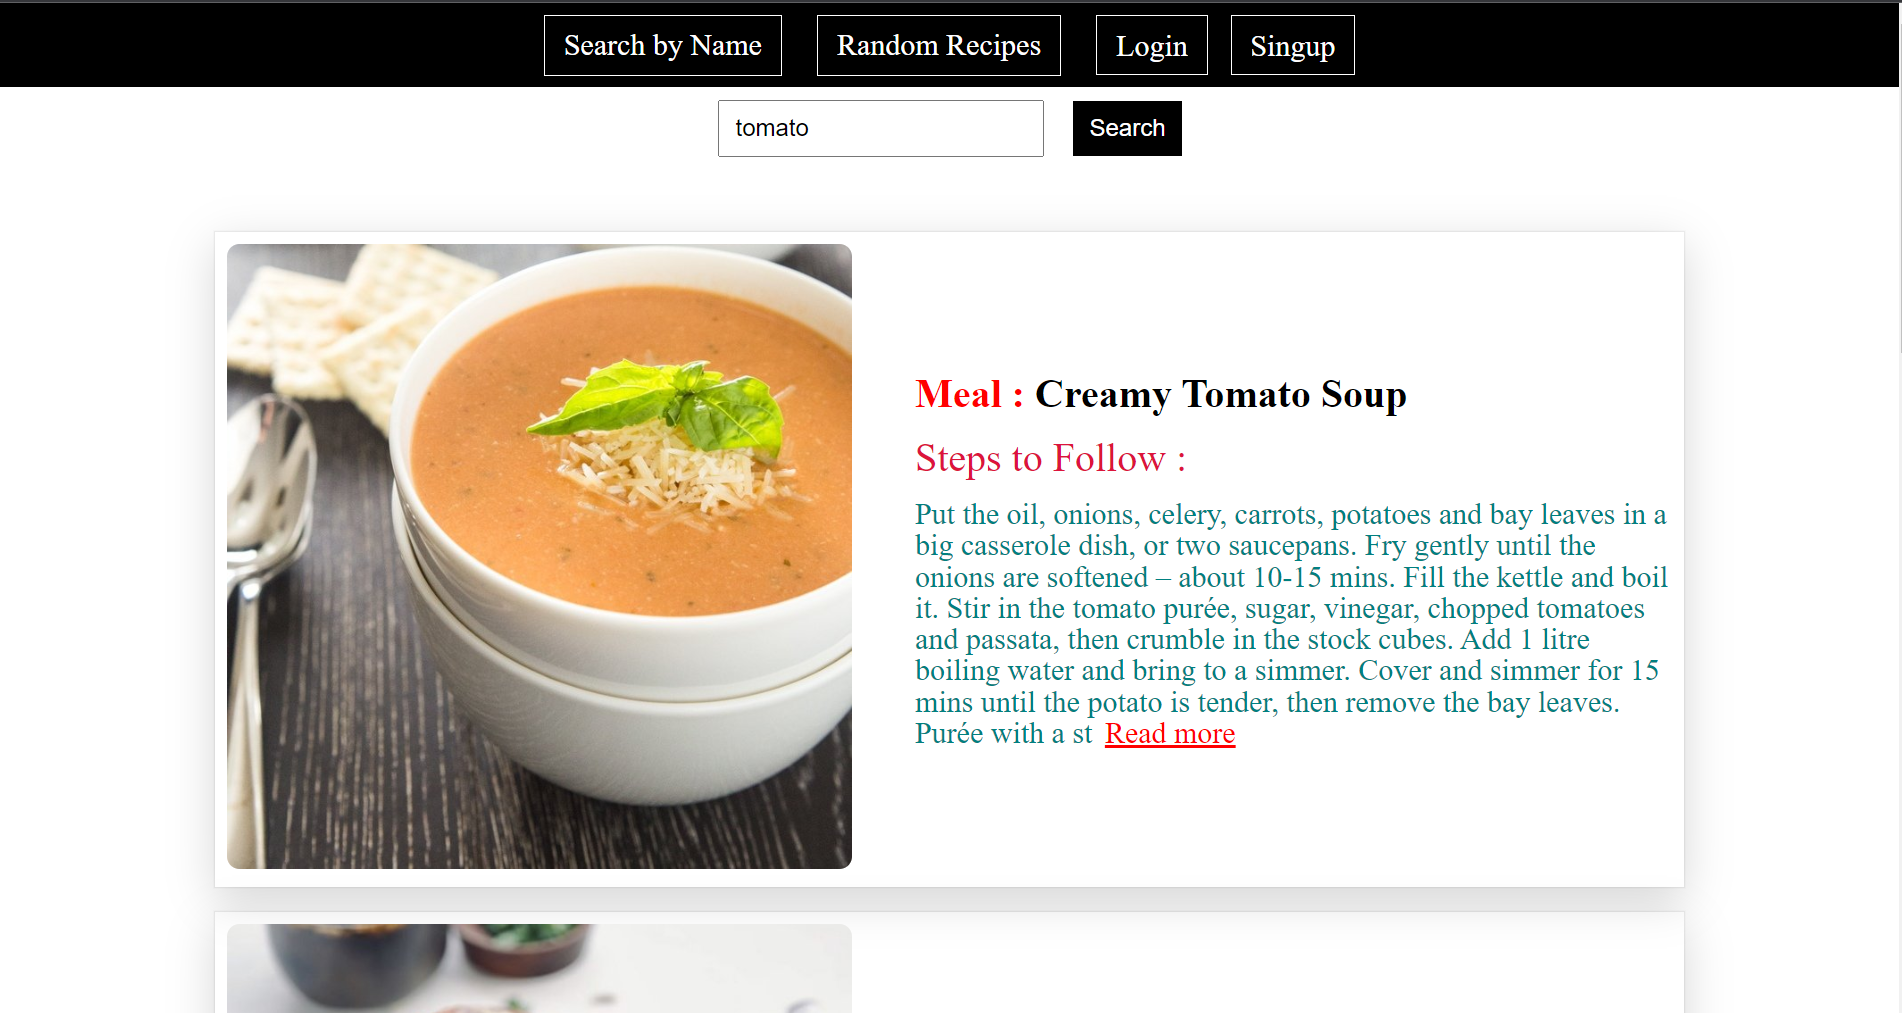 Search by Name Random Recipes Login Singup
tomato Search
Meal : Creamy Tomato Soup
Steps to Follow :
Put the oil, onions, celery, carrots, potatoes and bay leaves in a
big casserole dish, or two saucepans. Fry gently until the
onions are softened – about 10-15 mins. Fill the kettle and boil
it. Stir in the tomato purée, sugar, vinegar, chopped tomatoes
and passata, then crumble in the stock cubes. Add 1 litre
boiling water and bring to a simmer. Cover and simmer for 15
mins until the potato is tender, then remove the bay leaves.
Purée with a st Read more